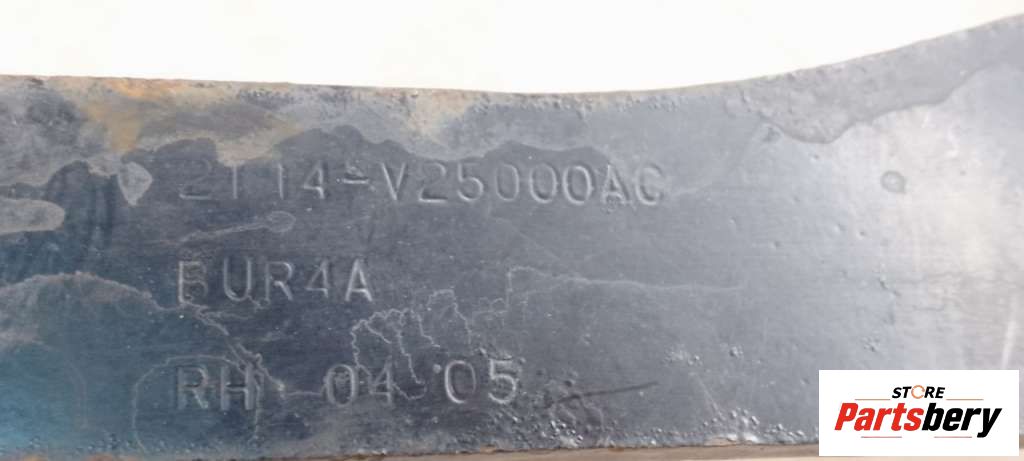 2T14-V25000AC
BUR4A
RH 04 05
STORE
Partsbery